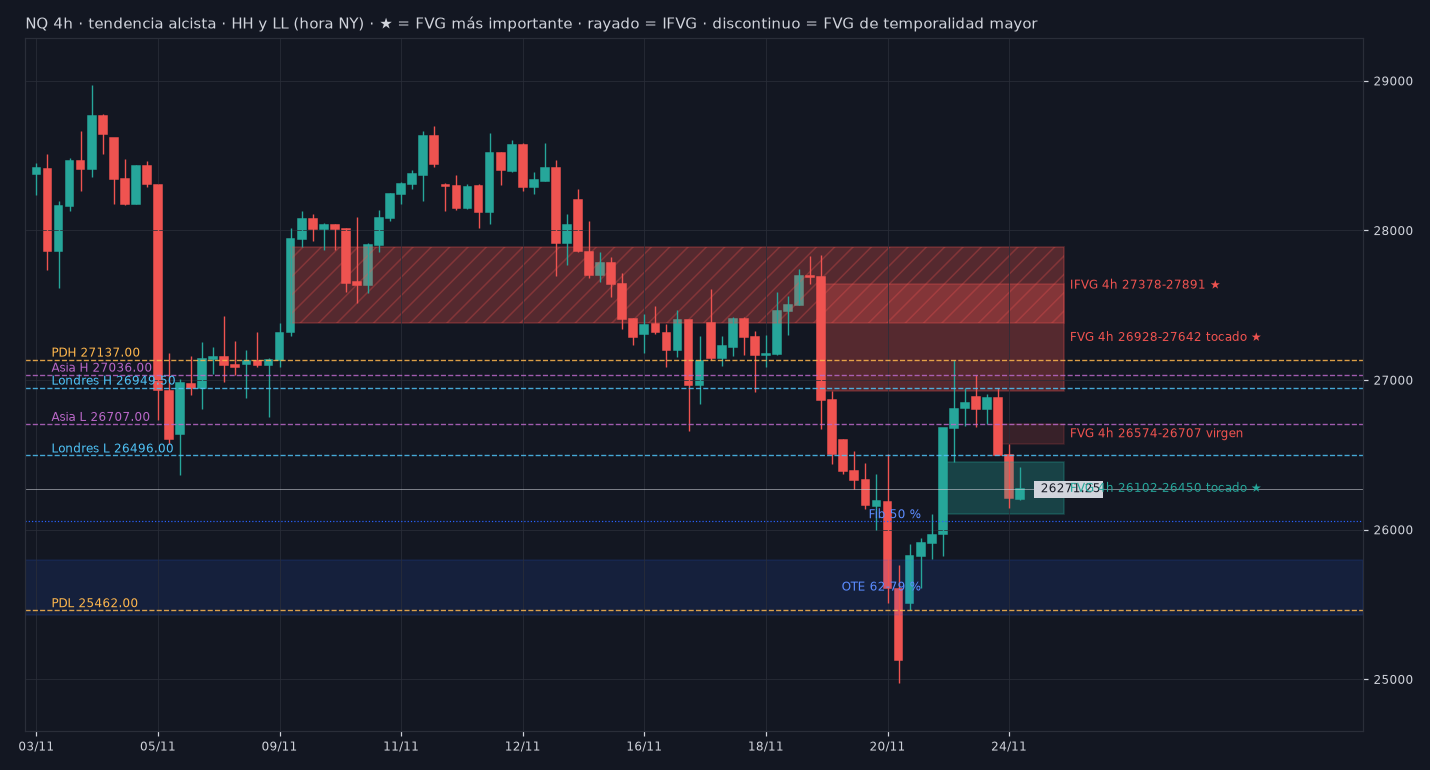 NQ 4h · tendencia alcista · HH y LL (hora NY) · ★ = FVG más importante · rayado = IFVG · discontinuo = FVG de temporalidad mayor
29000
28000
IFVG 4h 27378-27891 ★
FVG 4h 26928-27642 tocado ★
PDH 27137.00
Asia H 27036.00
Londres H 26949.50
27000
Asia L 26707.00
FVG 4h 26574-26707 virgen
Londres L 26496.00
26271.25
FVG 4h 26102-26450 tocado ★
Fib 50 %
26000
OTE 62-79 %
PDL 25462.00
25000
03/11
05/11
09/11
11/11
12/11
16/11
18/11
20/11
24/11